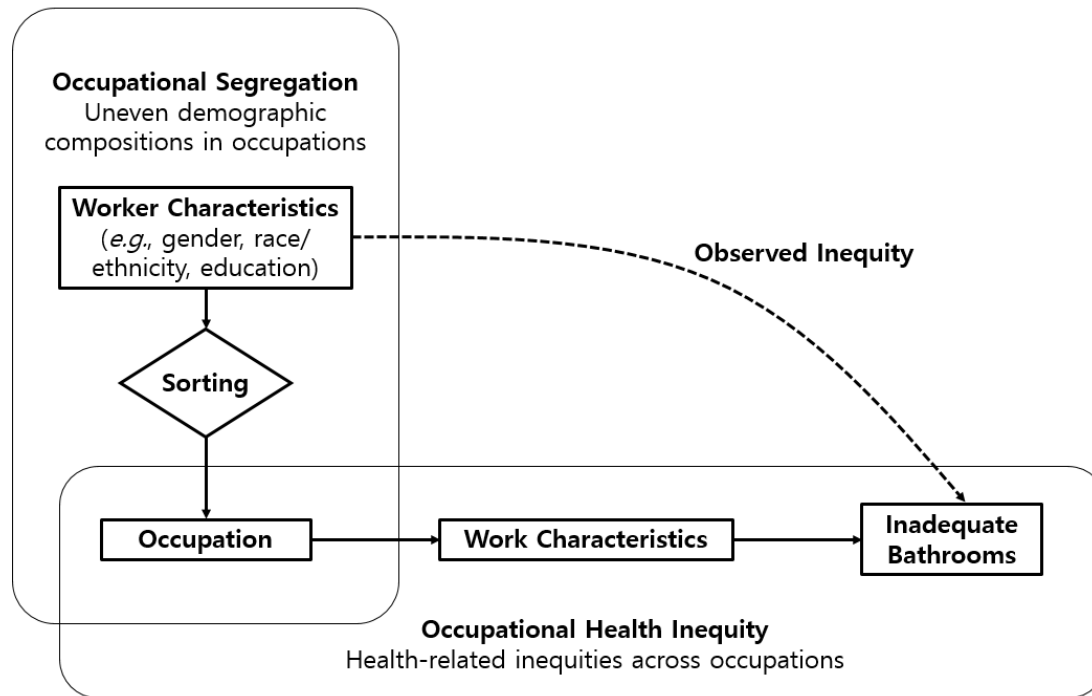 Occupational Segregation
Uneven demographic
compositions in occupations
Worker Characteristics
(e.g., gender, race/
ethnicity, education)
Observed Inequity
Sorting
Occupation
Work Characteristics
Inadequate
Bathrooms
Occupational Health Inequity
Health-related inequities across occupations